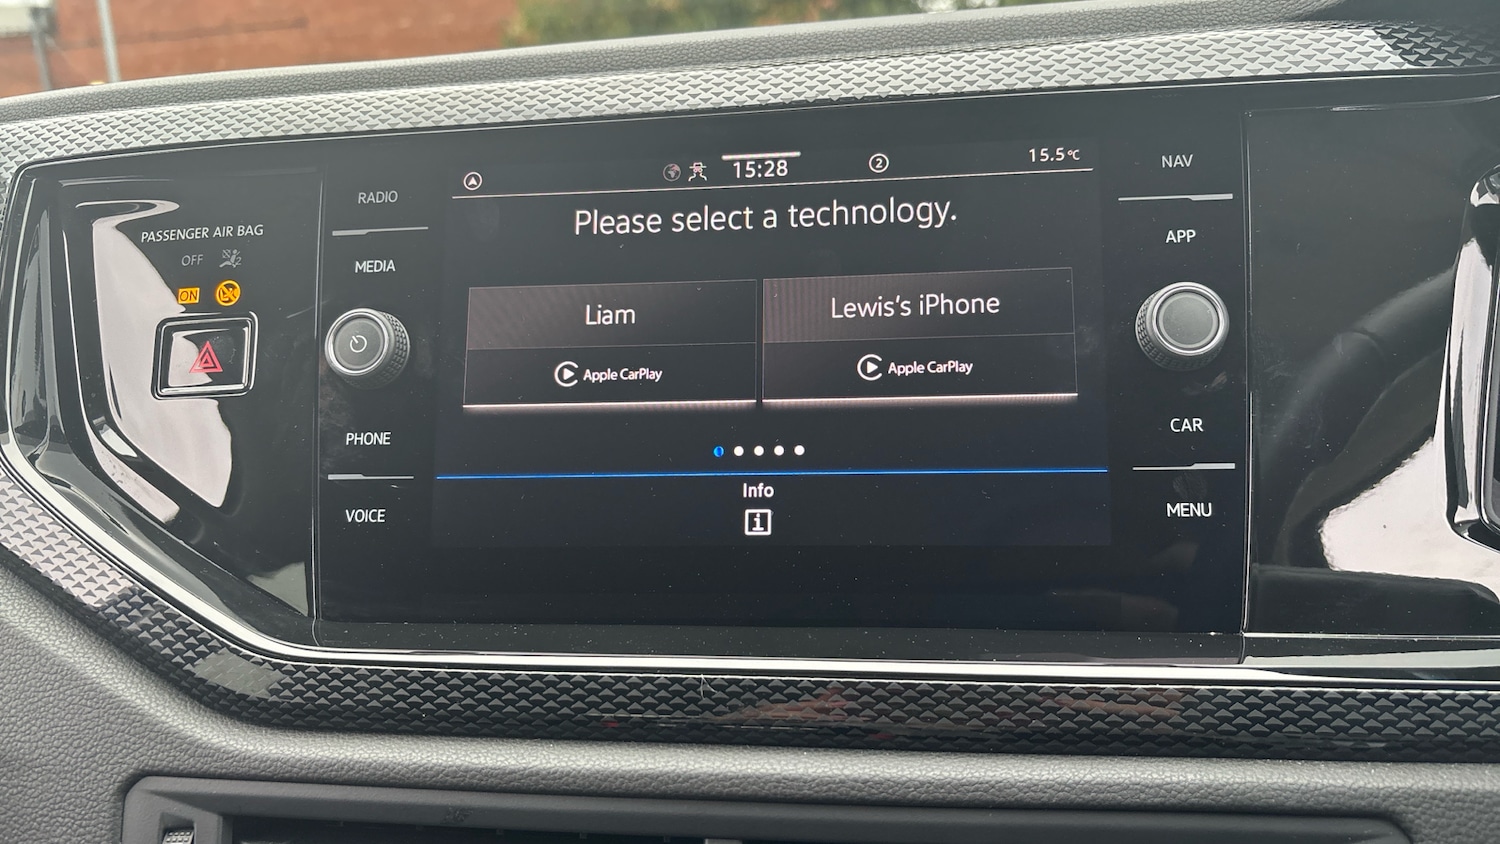 PASSENGER AIR BAG
OFF
ON
RADIO
MEDIA
PHONE
VOICE
15:28
2
15.5°C
Please select a technology.
Liam
Apple CarPlay
Lewis's iPhone
Apple CarPlay
Info
i
NAV
APP
CAR
MENU